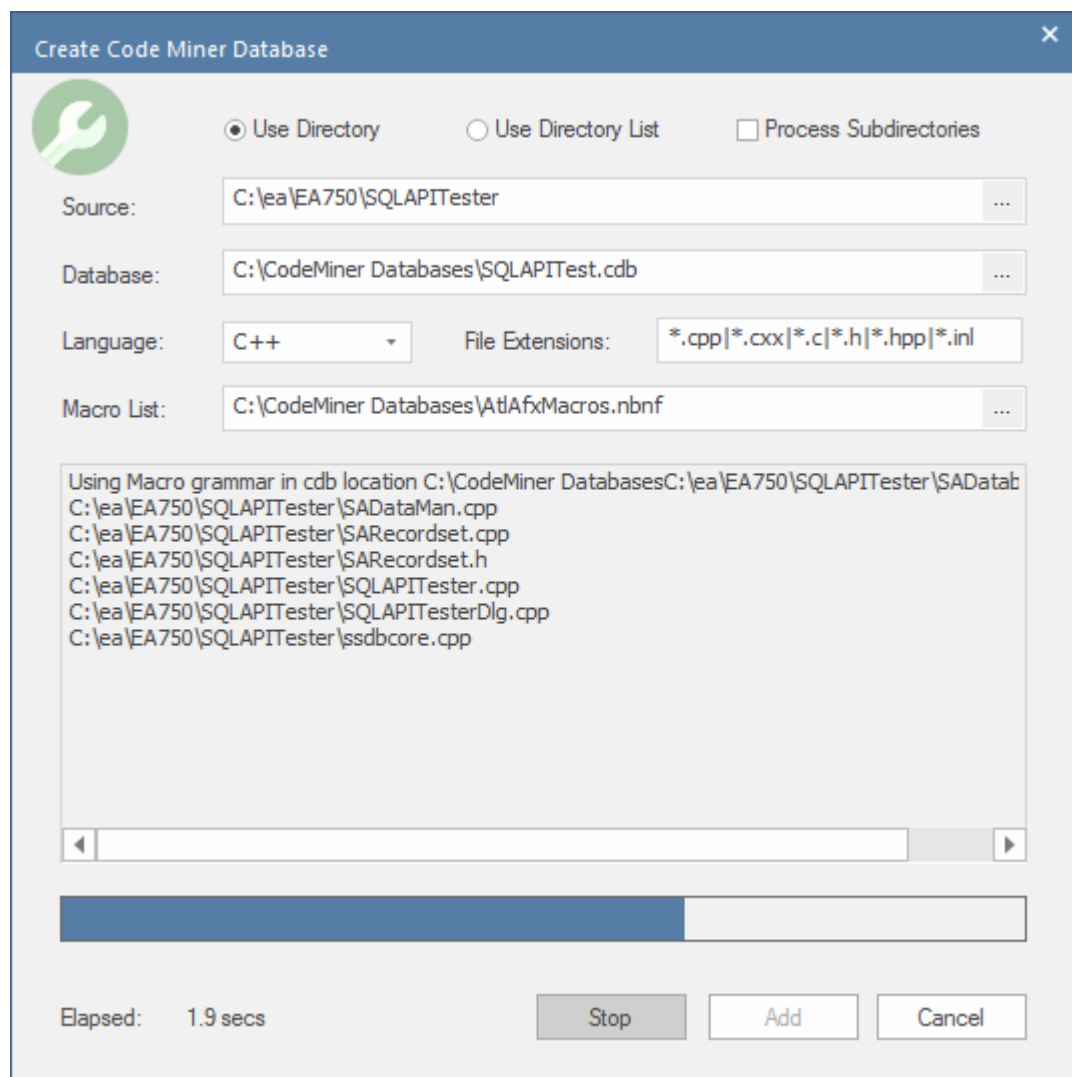 Create Code Miner Database
Use Directory Use Directory List Process Subdirectories
Source: C:\ea\EA750\SQLAPITester ...
Database: C:\CodeMiner Databases\SQLAPITest.cdb ...
Language: C++ File Extensions: *.cpp|*.cxx|*.c|*.h|*.hpp|*.inl
Macro List: C:\CodeMiner Databases\AtlAfxMacros.nbnf ...
Using Macro grammar in cdb location C:\CodeMiner DatabasesC:\ea\EA750\SQLAPITester\SADatab
C:\ea\EA750\SQLAPITester\SADataMan.cpp
C:\ea\EA750\SQLAPITester\SARecordset.cpp
C:\ea\EA750\SQLAPITester\SARecordset.h
C:\ea\EA750\SQLAPITester\SQLAPITester.cpp
C:\ea\EA750\SQLAPITester\SQLAPITesterDlg.cpp
C:\ea\EA750\SQLAPITester\ssdbcore.cpp
Elapsed: 1.9 secs Stop Add Cancel